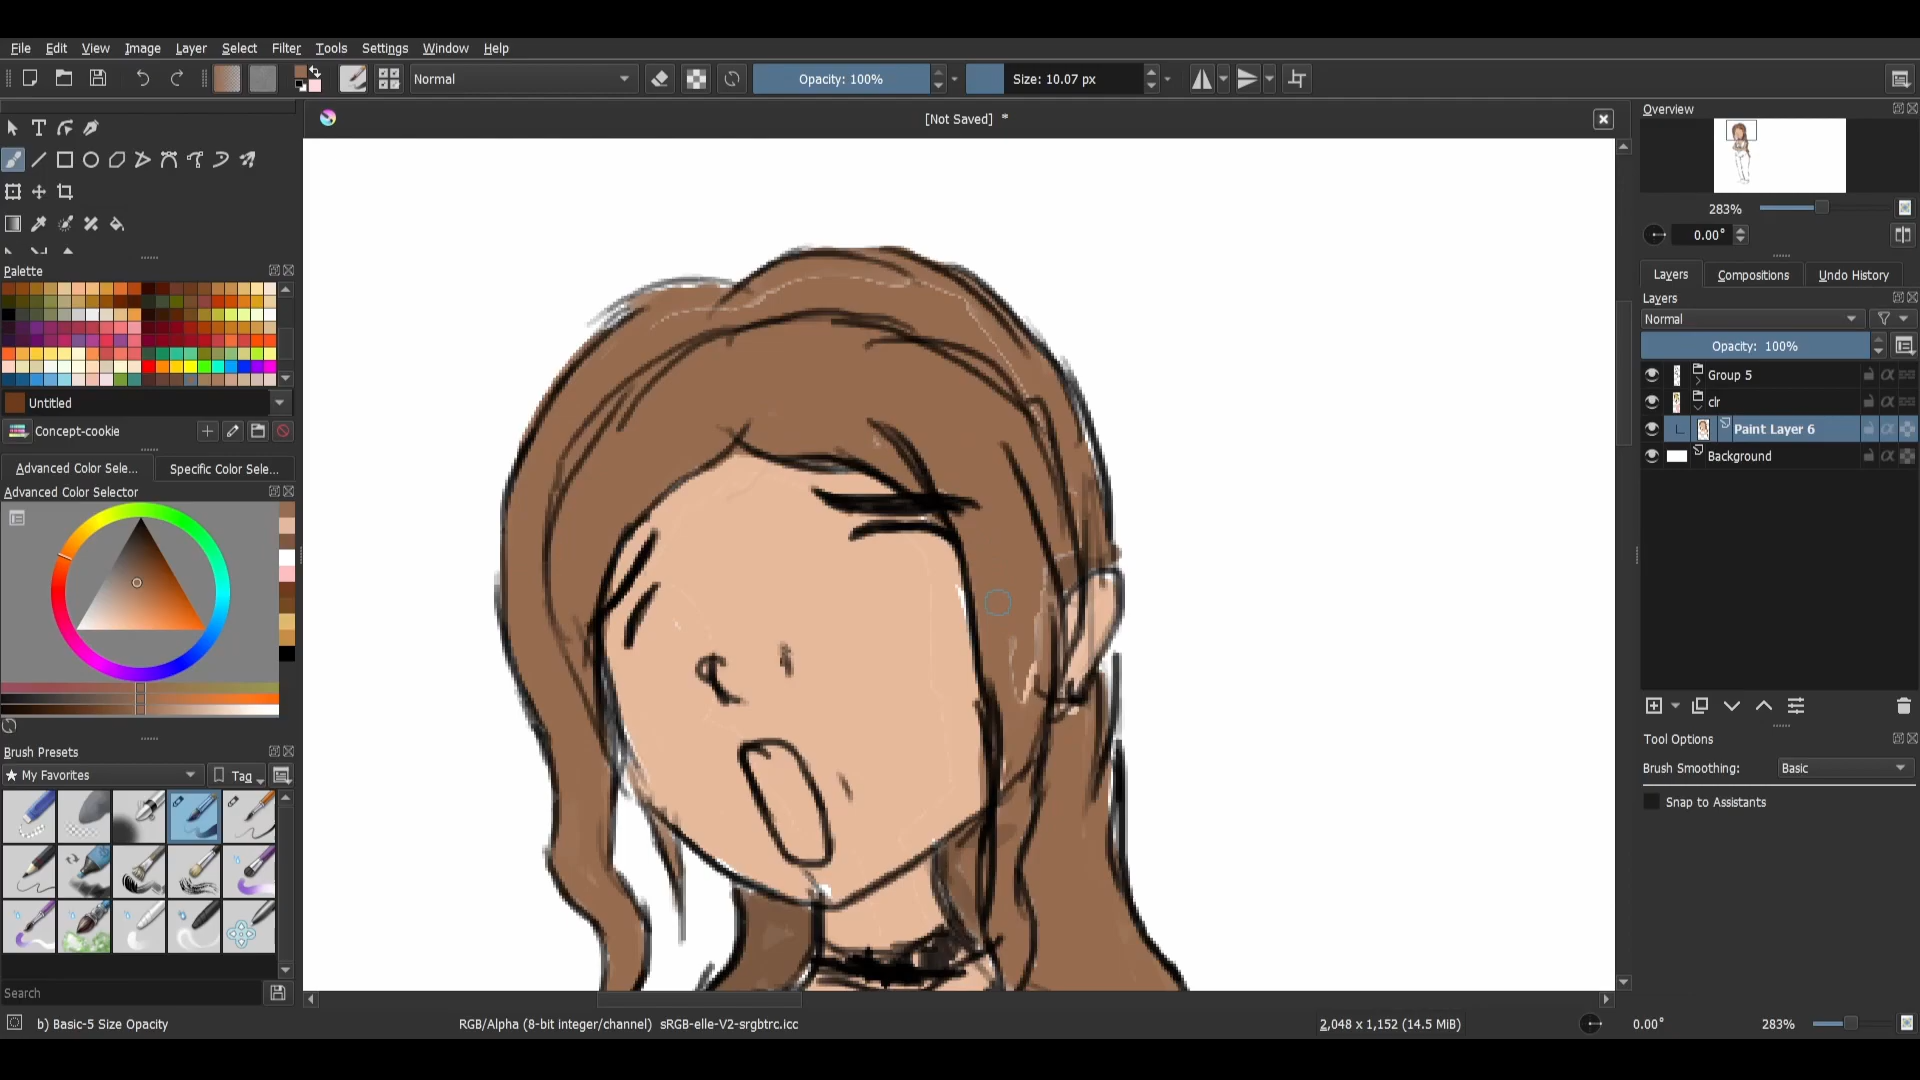 File Edit View Image Layer Select Filter Tools Settings Window Help
Normal
Opacity: 100%
Size: 10.07 px
[Not Saved] *
Overview
283%
0.00°
Palette
Untitled
Concept-cookie
Advanced Color Sele...
Specific Color Sele...
Advanced Color Selector
Layers
Compositions
Undo History
Layers
Normal
Opacity: 100%
Group 5
clr
Paint Layer 6
Background
Brush Presets
My Favorites
Tag
Search
Tool Options
Brush Smoothing:
Basic
Snap to Assistants
b) Basic-5 Size Opacity
RGB/Alpha (8-bit integer/channel) sRGB-elle-V2-srgbtrc.icc
2,048 x 1,152 (14.5 MiB)
0.00°
283%